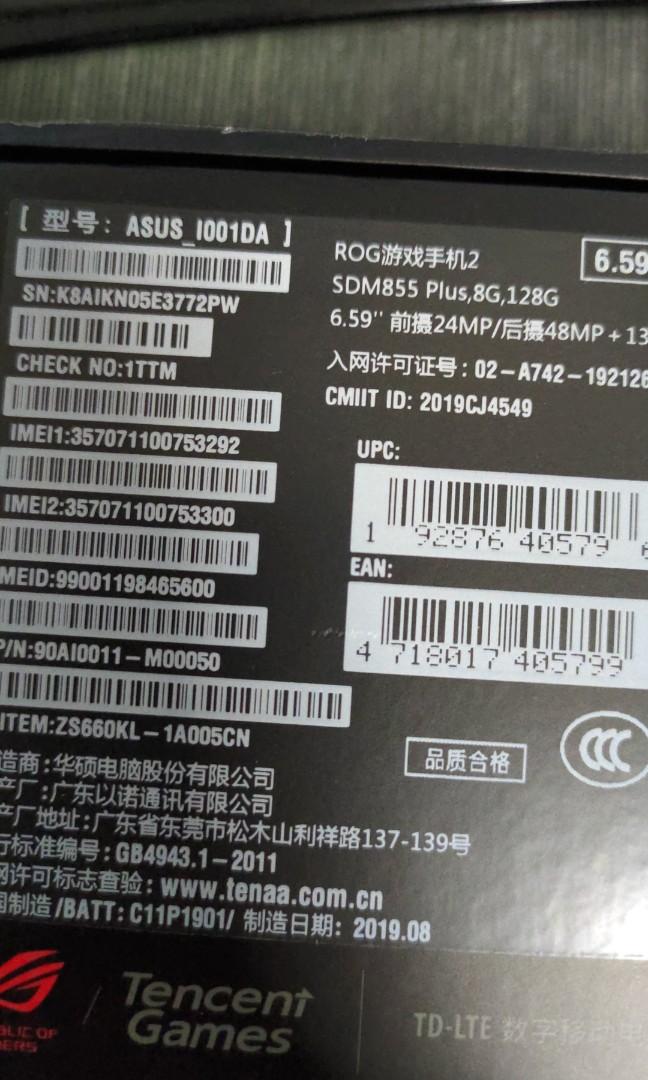 [ 型号: ASUS_I001DA ]
SN:K8AIKN05E3772PW
CHECK NO:1TTM
IMEI1:357071100753292
IMEI2:357071100753300
MEID:99001198465600
P/N:90AI0011-M00050
ITEM:ZS660KL-1A005CN
ROG游戏手机2
6.59
SDM855 Plus,8G,128G
6.59'' 前摄24MP/后摄48MP+13
入网许可证号: 02-A742-192126
CMIIT ID: 2019CJ4549
UPC:
1 92876 40579 6
EAN:
4 718017 405799
品质合格
CCC
造商:华硕电脑股份有限公司
产厂:广东以诺通讯有限公司
产厂地址:广东省东莞市松木山利祥路137-139号
行标准编号:GB4943.1-2011
网许可标志查验: www.tenaa.com.cn
国制造/BATT: C11P1901/ 制造日期: 2019.08
BLIC OF
ERS
Tencent
Games
TD-LTE 数字移动电